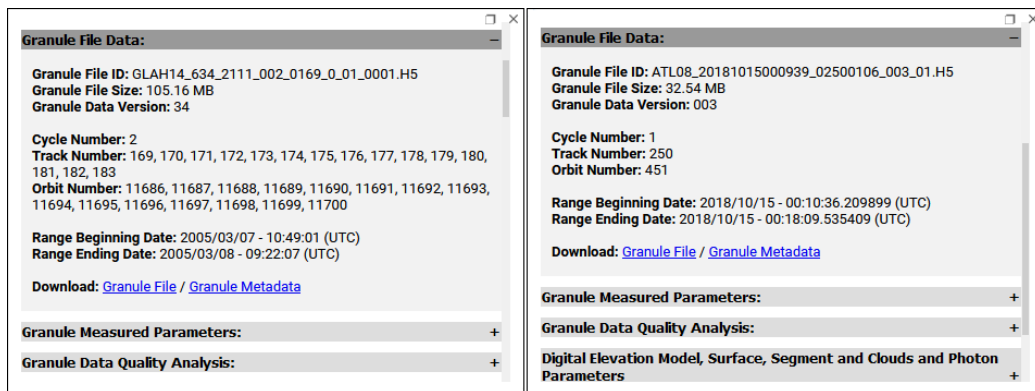 Granule File Data:
Granule File ID: GLAH14_634_2111_002_0169_0_01_0001.H5
Granule File Size: 105.16 MB
Granule Data Version: 34
Cycle Number: 2
Track Number: 169, 170, 171, 172, 173, 174, 175, 176, 177, 178, 179, 180,
181, 182, 183
Orbit Number: 11686, 11687, 11688, 11689, 11690, 11691, 11692, 11693,
11694, 11695, 11696, 11697, 11698, 11699, 11700
Range Beginning Date: 2005/03/07 - 10:49:01 (UTC)
Range Ending Date: 2005/03/08 - 09:22:07 (UTC)
Download: Granule File / Granule Metadata
Granule Measured Parameters:
Granule Data Quality Analysis:
Granule File Data:
Granule File ID: ATL08_20181015000939_02500106_003_01.H5
Granule File Size: 32.54 MB
Granule Data Version: 003
Cycle Number: 1
Track Number: 250
Orbit Number: 451
Range Beginning Date: 2018/10/15 - 00:10:36.209899 (UTC)
Range Ending Date: 2018/10/15 - 00:18:09.535409 (UTC)
Download: Granule File / Granule Metadata
Granule Measured Parameters:
Granule Data Quality Analysis:
Digital Elevation Model, Surface, Segment and Clouds and Photon
Parameters